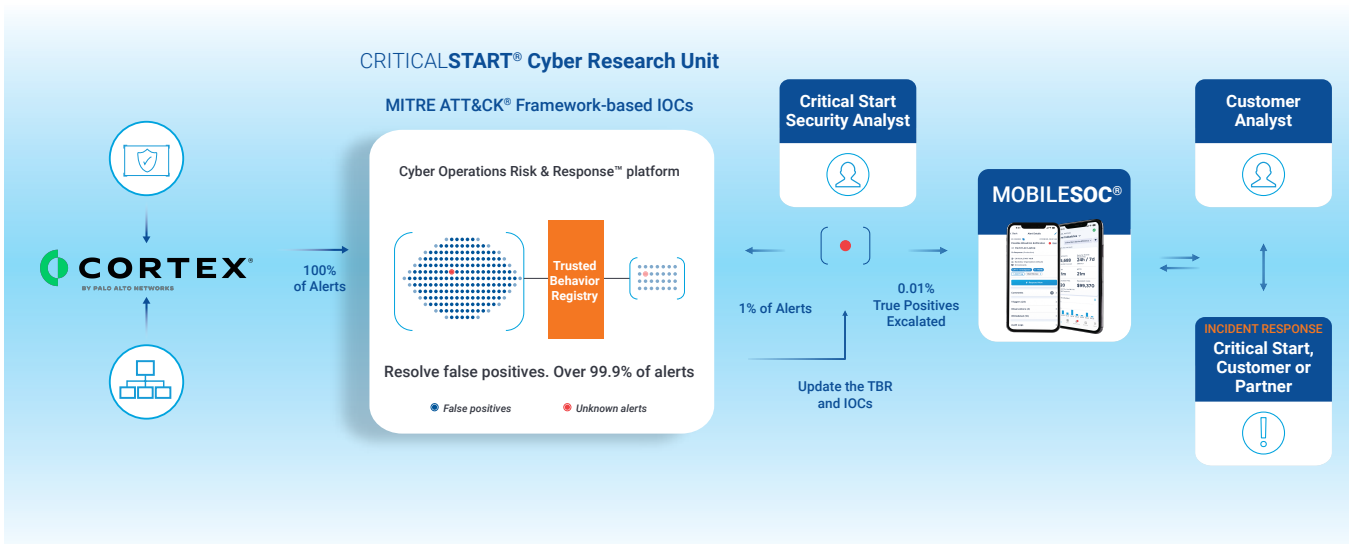 CRITICALSTART® Cyber Research Unit
MITRE ATT&CK® Framework-based IOCs
CORTEX®
BY PALO ALTO NETWORKS
100%
of Alerts
Cyber Operations Risk & Response™ platform
Trusted
Behavior
Registry
Resolve false positives. Over 99.9% of alerts
False positives
Unknown alerts
Critical Start
Security Analyst
1% of Alerts
0.01%
True Positives
Excalated
Update the TBR
and IOCs
MOBILESOC®
Customer
Analyst
INCIDENT RESPONSE
Critical Start,
Customer or
Partner